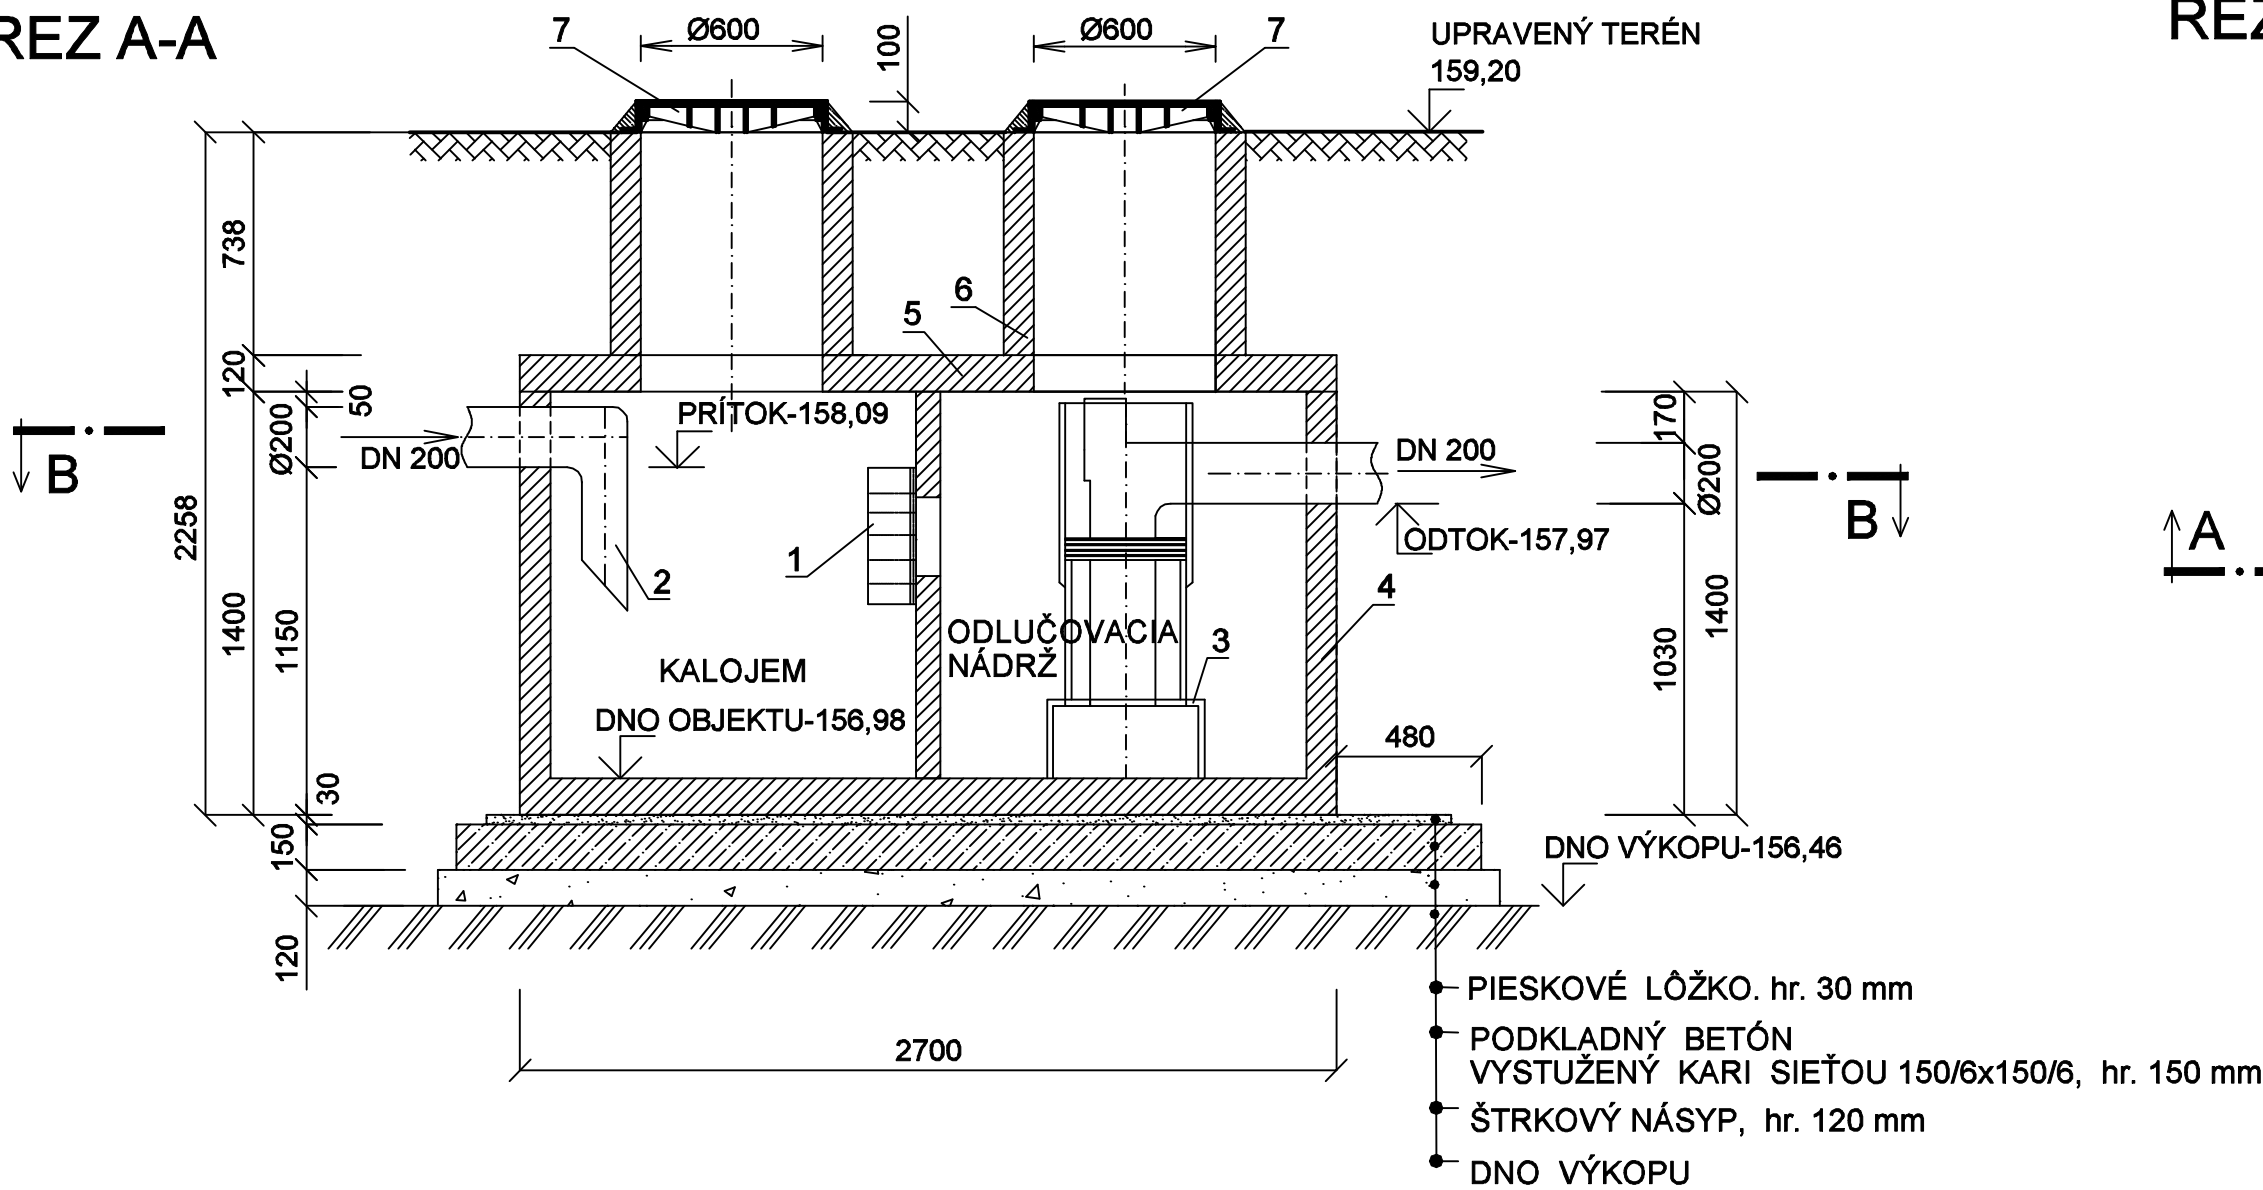 REZ A-A
REZ
7
Ø600
100
Ø600
7
UPRAVENÝ TERÉN
159,20
738
6
5
120
50
PRÍTOK-158,09
170
Ø200
DN 200
DN 200
Ø200
B
B
2258
ODTOK-157,97
A
1
2
4
1400
1150
1400
1030
ODLUČOVACIA
NÁDRŽ
3
KALOJEM
DNO OBJEKTU-156,98
480
30
150
DNO VÝKOPU-156,46
120
PIESKOVÉ LÔŽKO. hr. 30 mm
2700
PODKLADNÝ BETÓN
VYSTUŽENÝ KARI SIEŤOU 150/6x150/6, hr. 150 mm
ŠTRKOVÝ NÁSYP, hr. 120 mm
DNO VÝKOPU